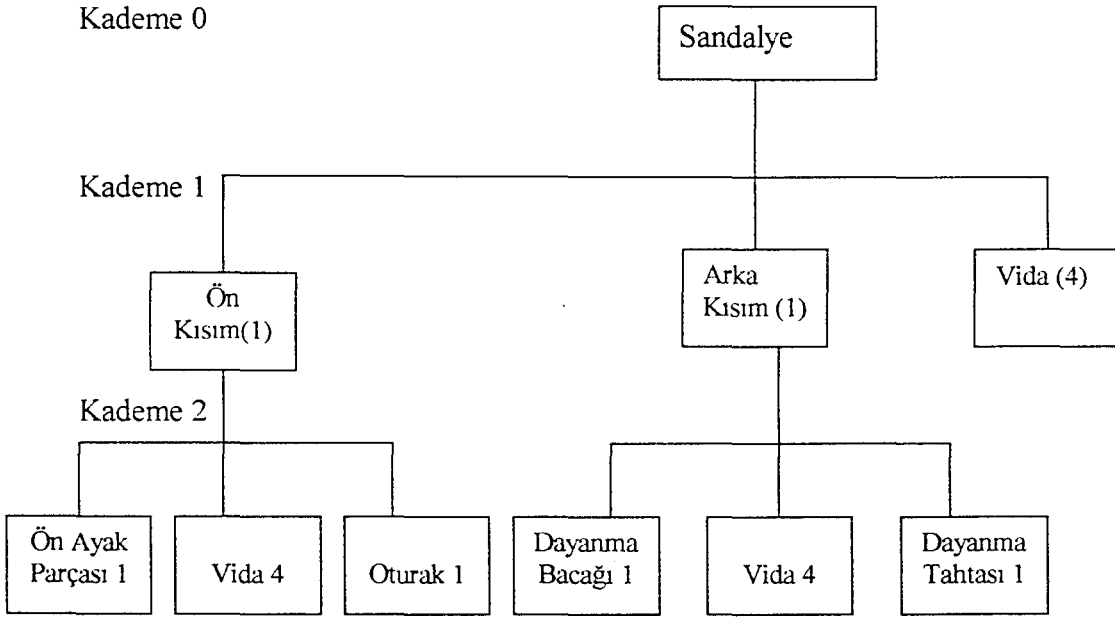 Kademe 0
Sandalye
Kademe 1
Ön
Kısım(1)
Arka
Kısım (1)
Vida (4)
Kademe 2
Ön Ayak
Parçası 1
Vida 4
Oturak 1
Dayanma
Bacağı 1
Vida 4
Dayanma
Tahtası 1